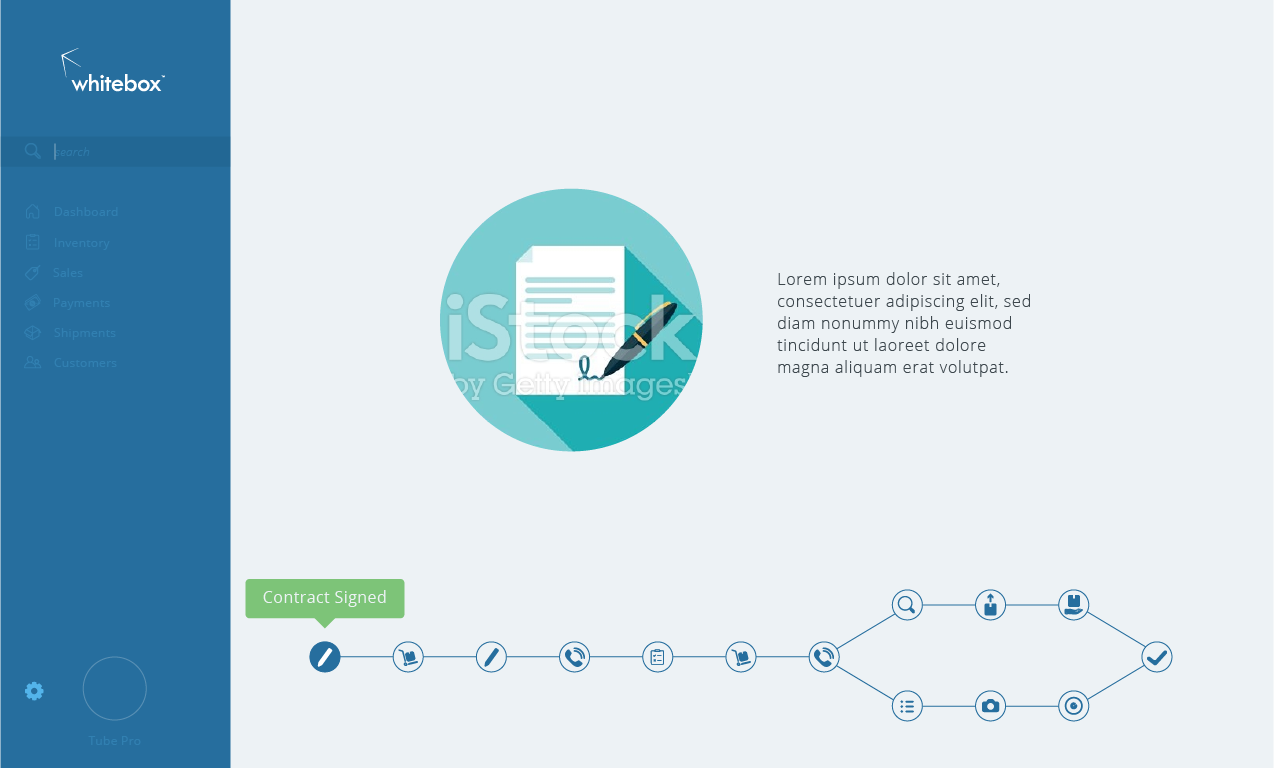 whitebox™
search
Dashboard
Inventory
Sales
Payments
Shipments
Customers
Tube Pro
iStock
by Getty Images
Lorem ipsum dolor sit amet,
consectetuer adipiscing elit, sed
diam nonummy nibh euismod
tincidunt ut laoreet dolore
magna aliquam erat volutpat.
Contract Signed